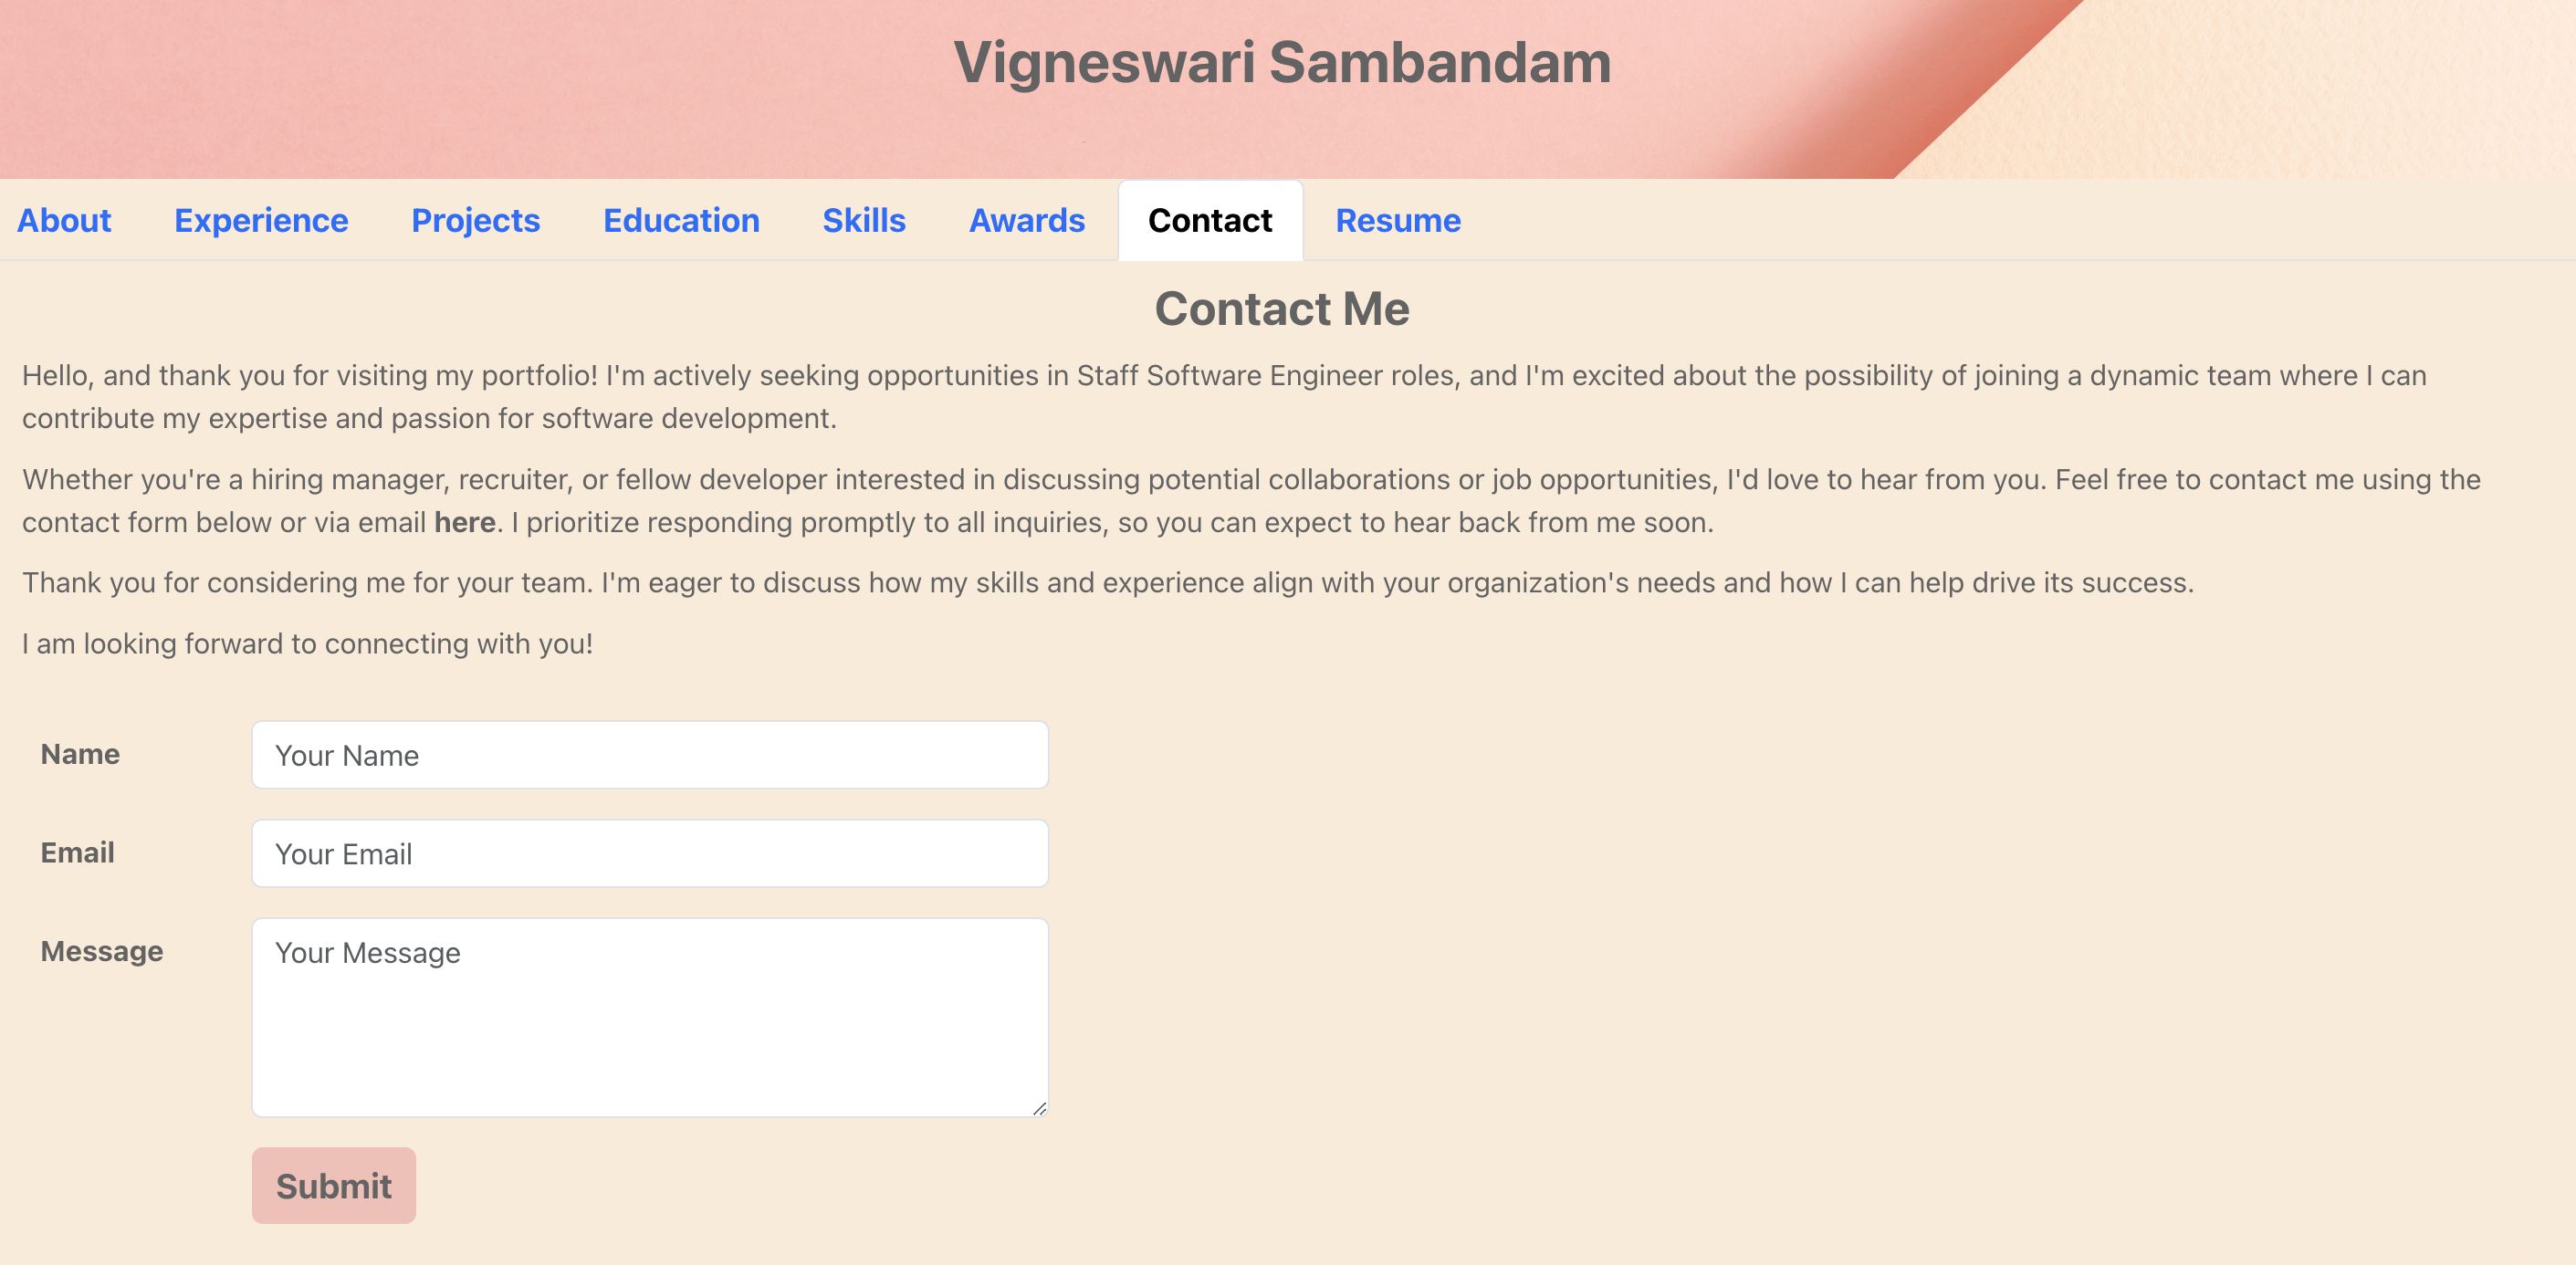 Vigneswari Sambandam
About Experience Projects Education Skills Awards Contact Resume
Contact Me
Hello, and thank you for visiting my portfolio! I'm actively seeking opportunities in Staff Software Engineer roles, and I'm excited about the possibility of joining a dynamic team where I can
contribute my expertise and passion for software development.
Whether you're a hiring manager, recruiter, or fellow developer interested in discussing potential collaborations or job opportunities, I'd love to hear from you. Feel free to contact me using the
contact form below or via email here. I prioritize responding promptly to all inquiries, so you can expect to hear back from me soon.
Thank you for considering me for your team. I'm eager to discuss how my skills and experience align with your organization's needs and how I can help drive its success.
I am looking forward to connecting with you!
Name Your Name
Email Your Email
Message Your Message
Submit